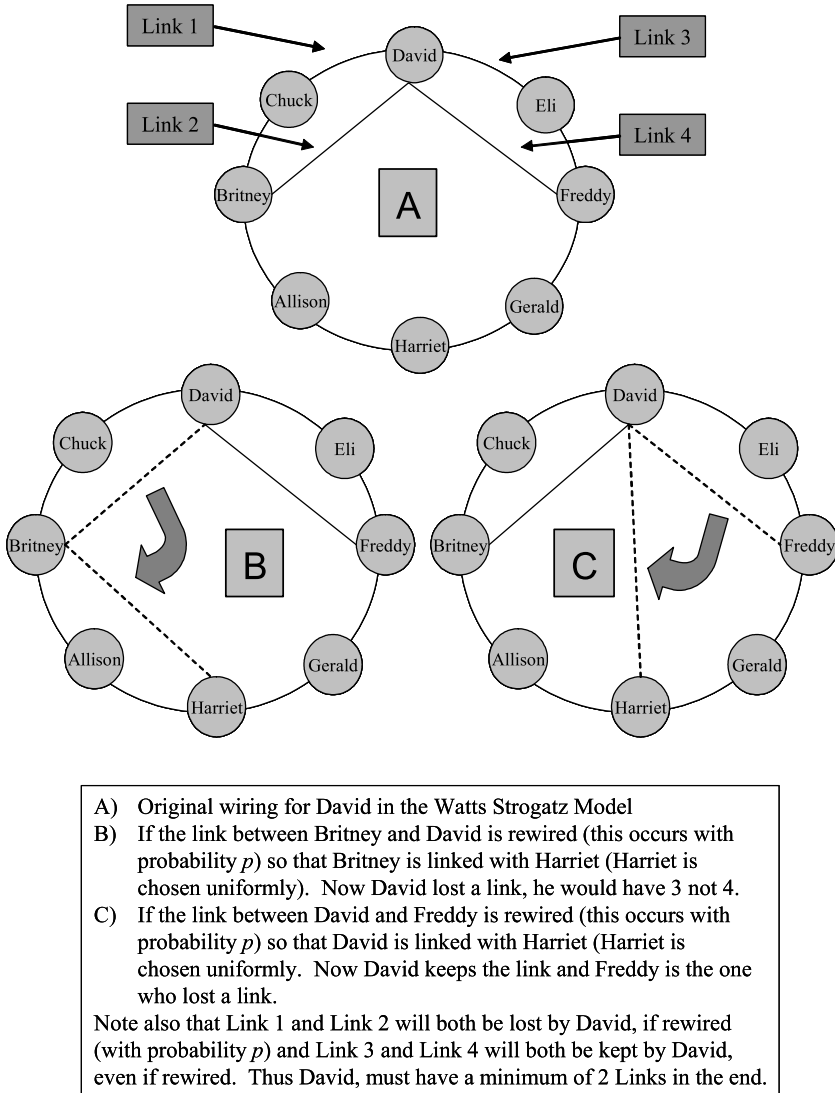 Link 1
David
Link 3
Chuck
Eli
Link 2
Link 4
Britney
A
Freddy
Allison
Gerald
Harriet
David
Chuck
Eli
Britney
B
Freddy
Allison
Gerald
Harriet
David
Chuck
Eli
Britney
C
Freddy
Allison
Gerald
Harriet
A) Original wiring for David in the Watts Strogatz Model
B) If the link between Britney and David is rewired (this occurs with
probability p) so that Britney is linked with Harriet (Harriet is
chosen uniformly). Now David lost a link, he would have 3 not 4.
C) If the link between David and Freddy is rewired (this occurs with
probability p) so that David is linked with Harriet (Harriet is
chosen uniformly. Now David keeps the link and Freddy is the one
who lost a link.
Note also that Link 1 and Link 2 will both be lost by David, if rewired
(with probability p) and Link 3 and Link 4 will both be kept by David,
even if rewired. Thus David, must have a minimum of 2 Links in the end.